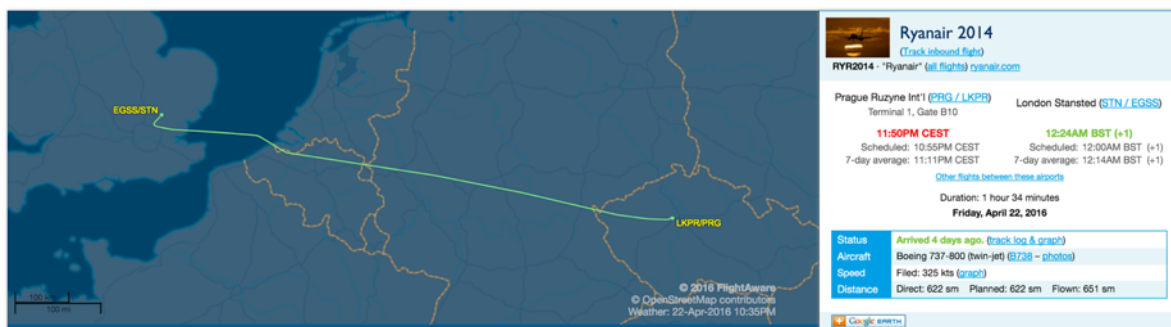 EGSS/STN
LKPR/PRG
100 km
100 mi
© 2016 FlightAware
© OpenStreetMap contributors
Weather: 22-Apr-2016 10:35PM
Ryanair 2014
(Track inbound flight)
RYR2014 - "Ryanair" (all flights) ryanair.com
Prague Ruzyne Int'l (PRG / LKPR)
Terminal 1, Gate B10
London Stansted (STN / EGSS)
11:50PM CEST
Scheduled: 10:55PM CEST
7-day average: 11:11PM CEST
12:24AM BST (+1)
Scheduled: 12:00AM BST (+1)
7-day average: 12:14AM BST (+1)
Other flights between these airports
Duration: 1 hour 34 minutes
Friday, April 22, 2016
Status Arrived 4 days ago. (track log & graph)
Aircraft Boeing 737-800 (twin-jet) (B738 – photos)
Speed Filed: 325 kts (graph)
Distance Direct: 622 sm Planned: 622 sm Flown: 651 sm
Google EARTH